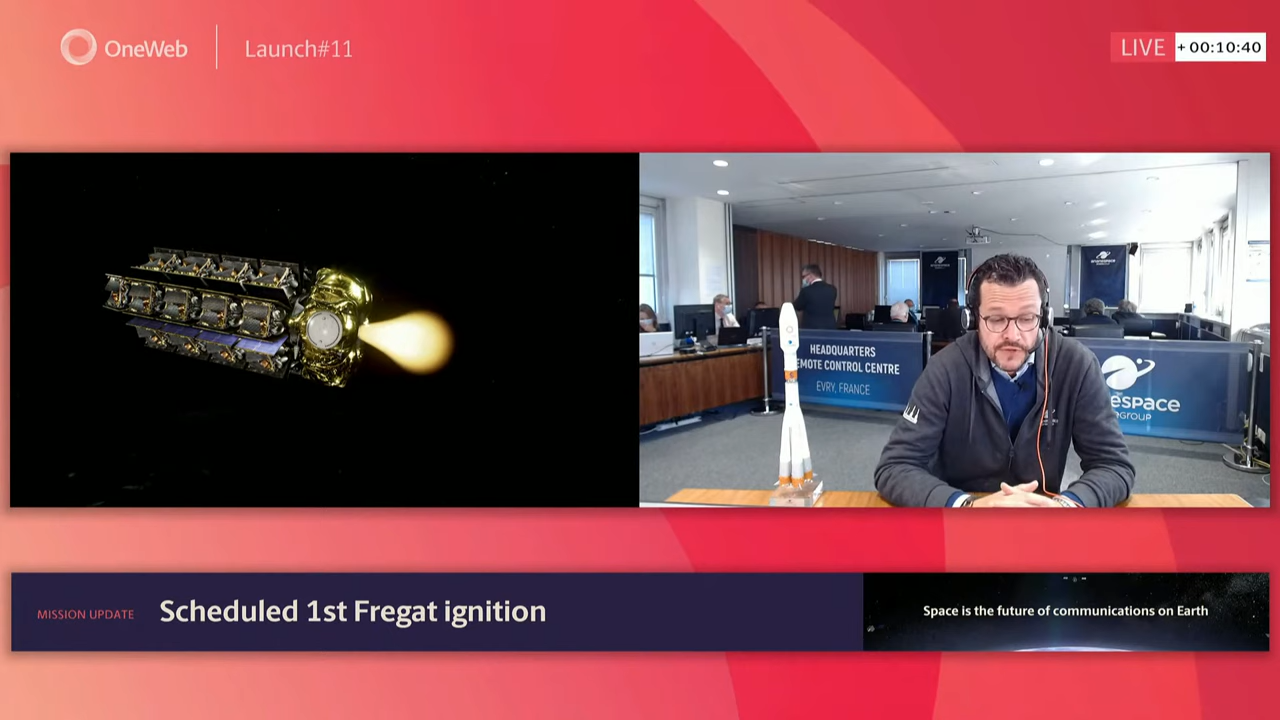 OneWeb
Launch#11
LIVE
+ 00:10:40
HEADQUARTERS
EMOTE CONTROL CENTRE
EVRY, FRANCE
ESPACE
GROUP
MISSION UPDATE
Scheduled 1st Fregat ignition
Space is the future of communications on Earth